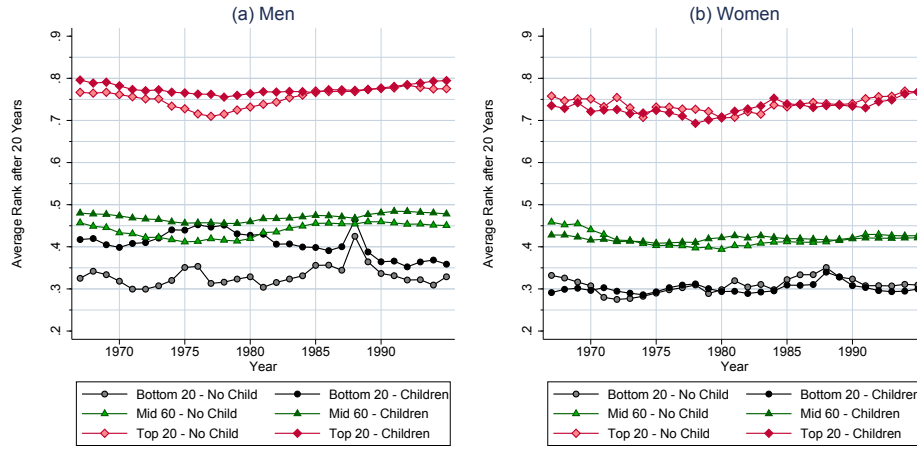 (a) Men
Average Rank after 20 Years
.9
.8
.7
.6
.5
.4
.3
.2
1970 1975 1980 1985 1990
Year
Bottom 20 - No Child Bottom 20 - Children
Mid 60 - No Child Mid 60 - Children
Top 20 - No Child Top 20 - Children
(b) Women
Average Rank after 20 Years
.9
.8
.7
.6
.5
.4
.3
.2
1970 1975 1980 1985 1990
Year
Bottom 20 - No Child Bottom 20 - Children
Mid 60 - No Child Mid 60 - Children
Top 20 - No Child Top 20 - Children